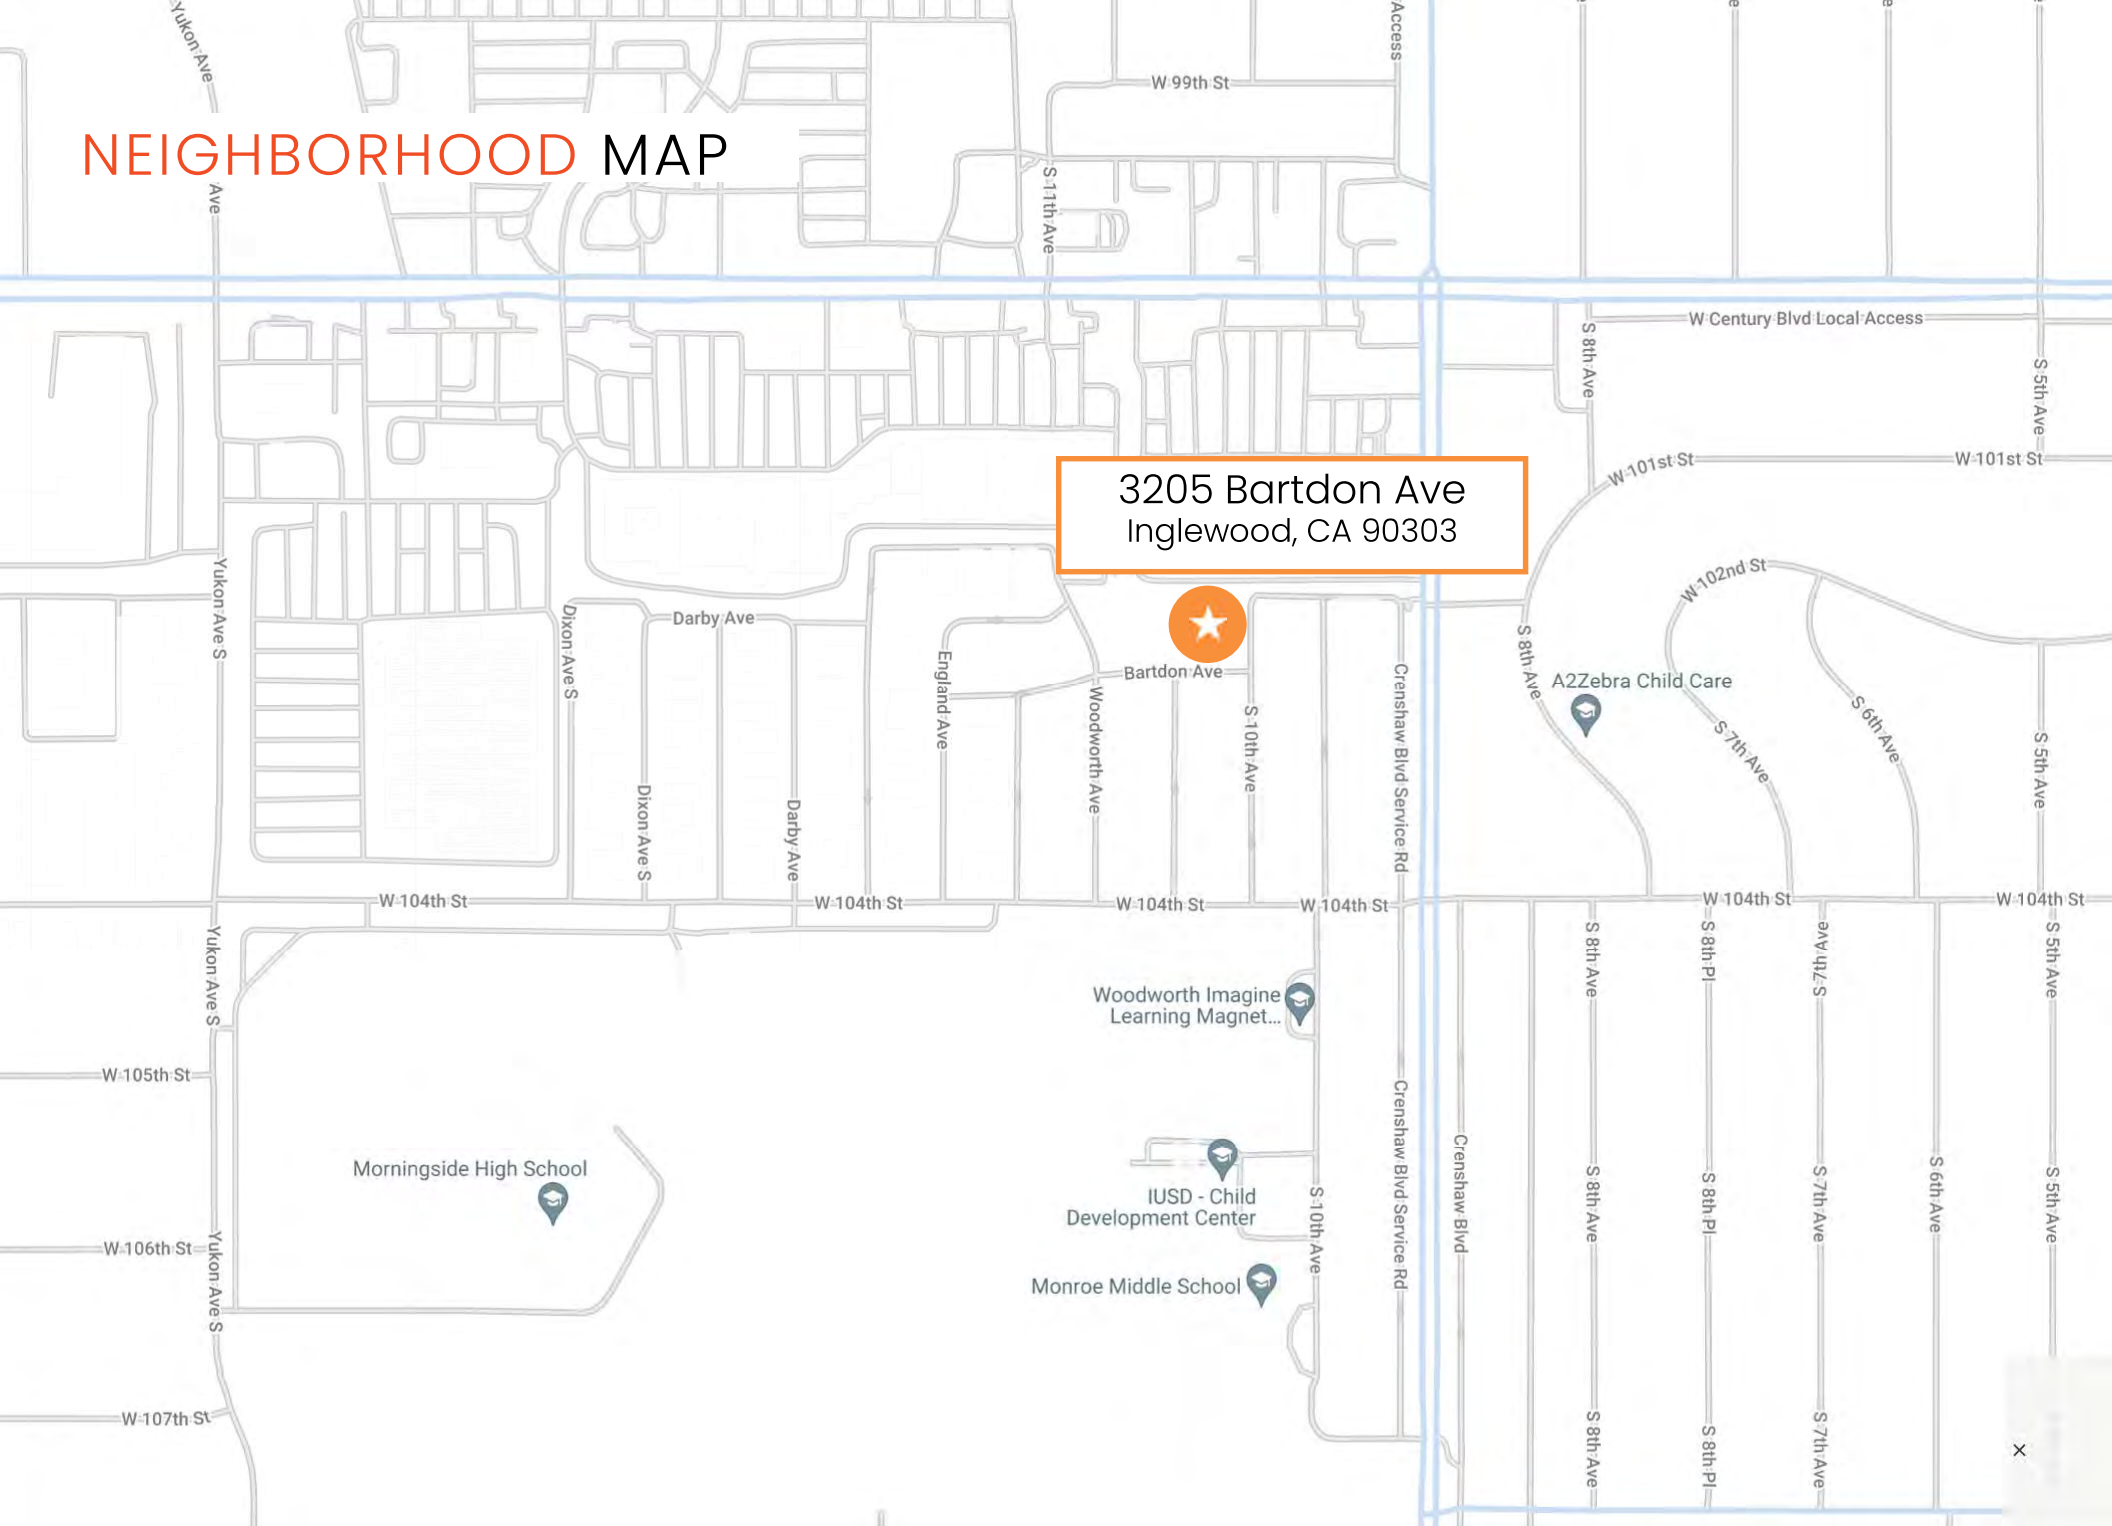 Yukon Ave
Access
W 99th St
NEIGHBORHOOD MAP
Ave
S 11th Ave
W Century Blvd Local Access
S 8th Ave
S 5th Ave
W 101st St
W 101st St
3205 Bartdon Ave
Inglewood, CA 90303
Yukon Ave S
W 102nd St
Dixon Ave S
Darby Ave
England Ave
Bartdon Ave
Woodworth Ave
S 10th Ave
Crenshaw Blvd Service Rd
S 8th Ave
A2Zebra Child Care
S 7th Ave
S 6th Ave
S 5th Ave
Dixon Ave S
Darby Ave
W 104th St
W 104th St
W 104th St
W 104th St
W 104th St
W 104th St
Yukon Ave S
S 8th Ave
S 8th Pl
S 7th Ave
S 5th Ave
Woodworth Imagine
Learning Magnet...
W 105th St
Morningside High School
IUSD - Child
Development Center
S 10th Ave
Crenshaw Blvd Service Rd
Crenshaw Blvd
S 8th Ave
S 8th Pl
S 7th Ave
S 6th Ave
S 5th Ave
W 106th St
Yukon Ave S
Monroe Middle School
W 107th St
S 8th Ave
S 8th Pl
S 7th Ave